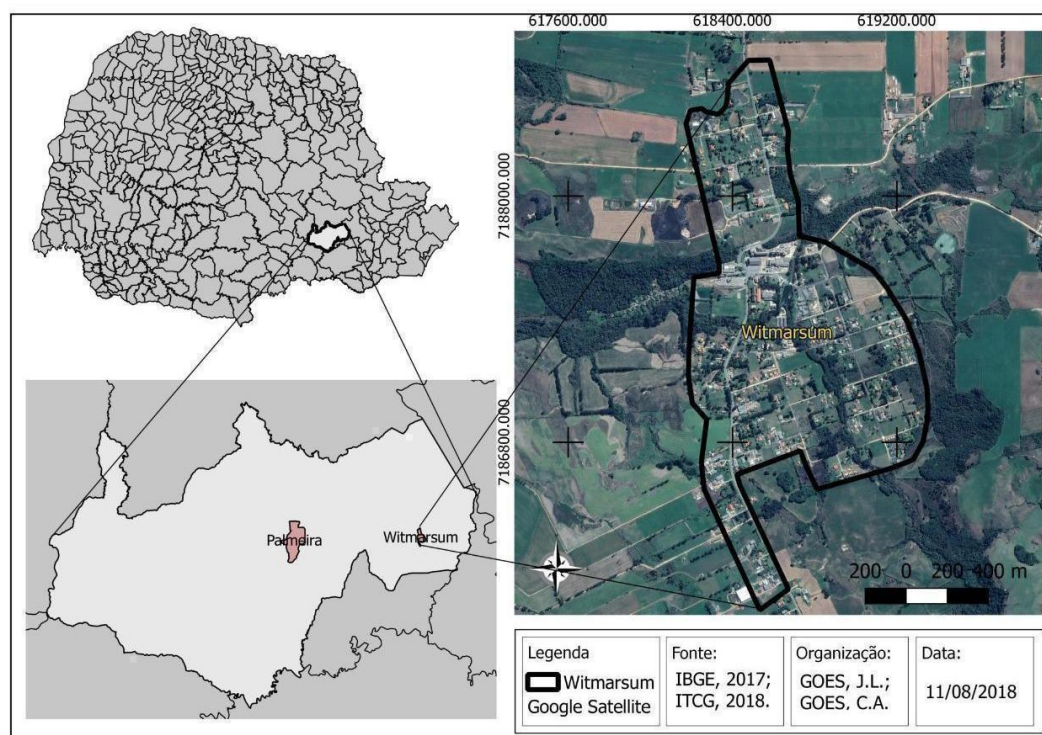 617600.000 618400.000 619200.000
7188000.000
Witmarsum
7186800.000
Palmeira
Witmarsum
200 0 200 400 m
Legenda
Witmarsum
Google Satellite
Fonte:
IBGE, 2017;
ITCG, 2018.
Organização:
GOES, J.L.;
GOES, C.A.
Data:
11/08/2018